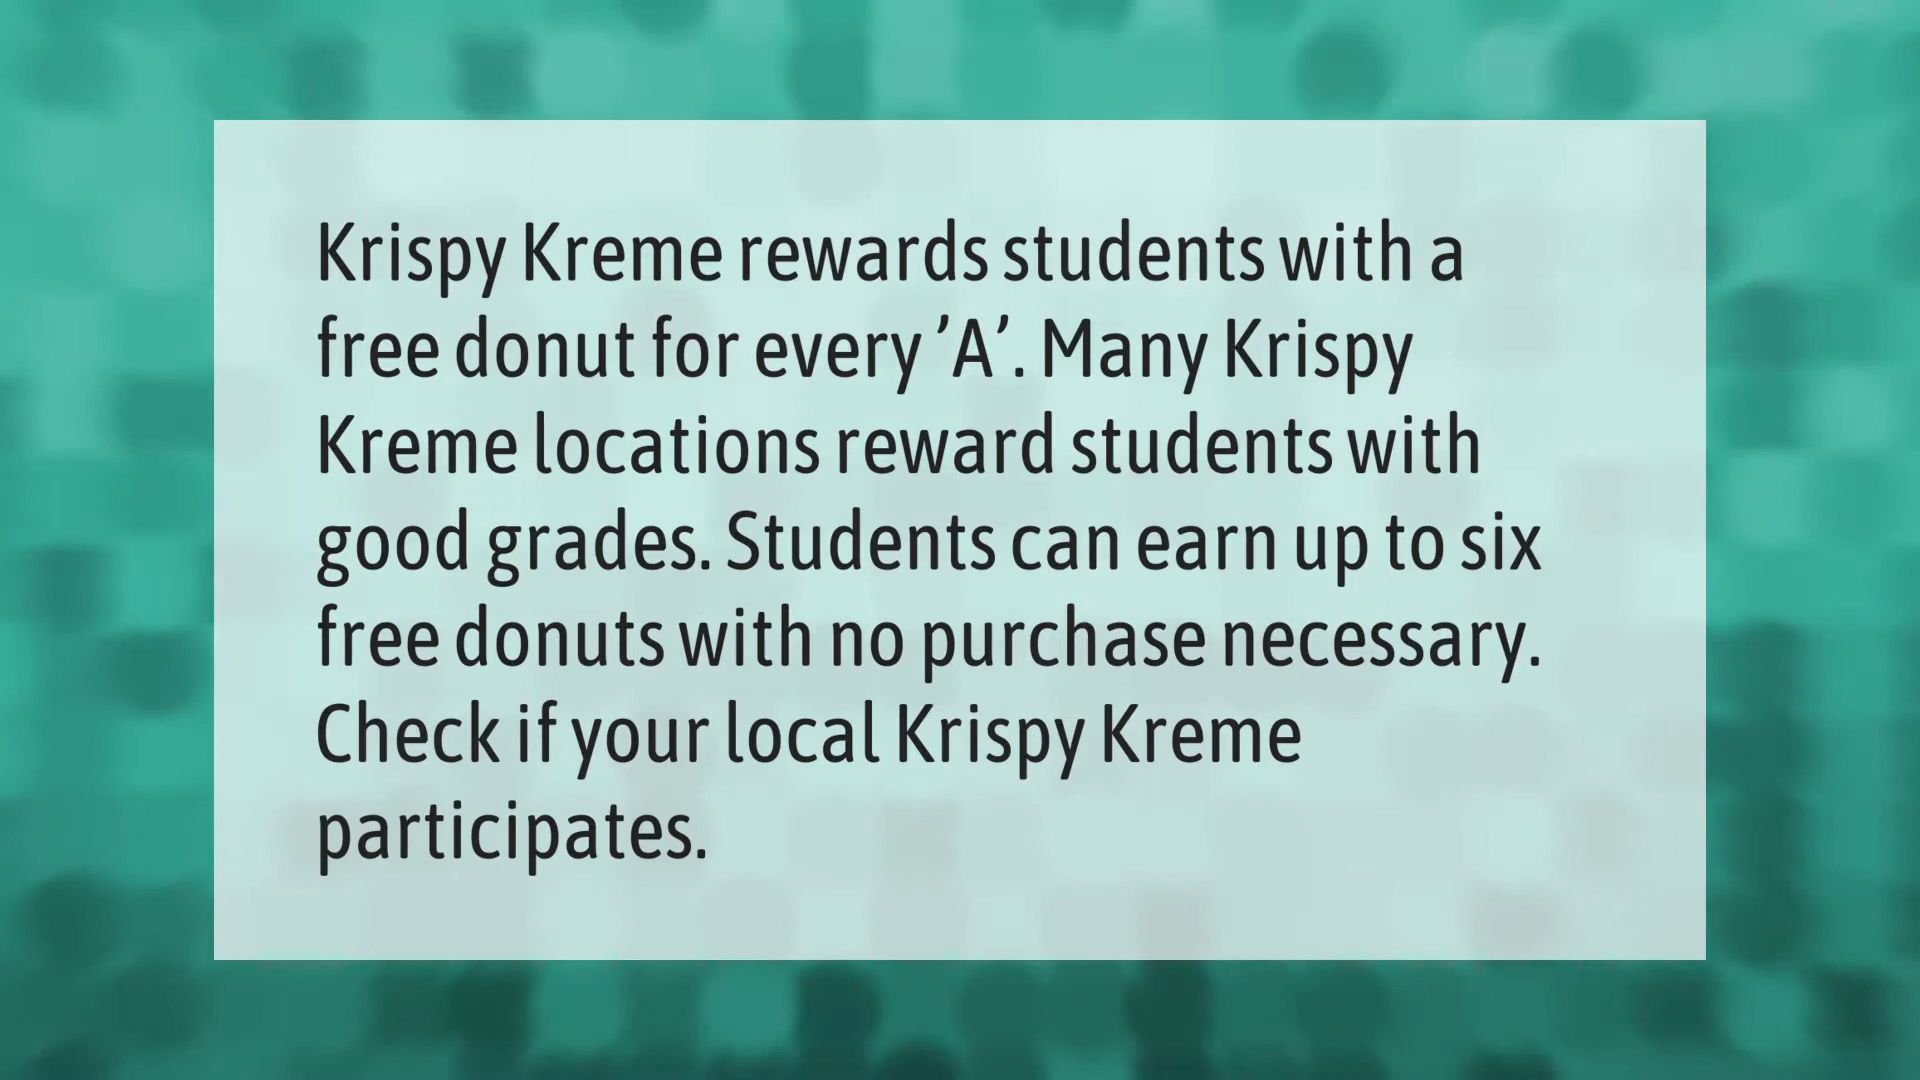 Krispy Kreme rewards students with a
free donut for every ’A’. Many Krispy
Kreme locations reward students with
good grades. Students can earn up to six
free donuts with no purchase necessary.
Check if your local Krispy Kreme
participates.